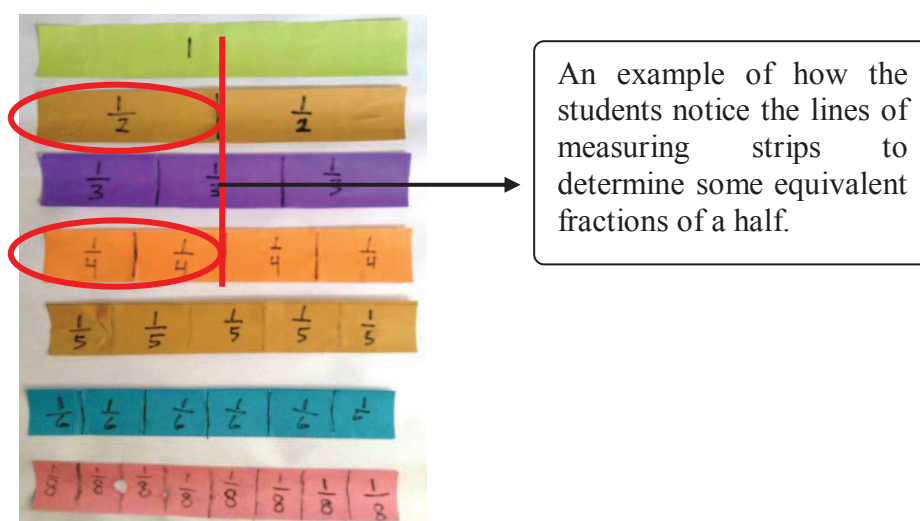 1
1/2 1/2
1/3 1/3 1/3
1/4 1/4 1/4 1/4
1/5 1/5 1/5 1/5 1/5
1/6 1/6 1/6 1/6 1/6
1/8 1/8 1/8 1/8 1/8 1/8 1/8 1/8
An example of how the
students notice the lines of
measuring strips to
determine some equivalent
fractions of a half.